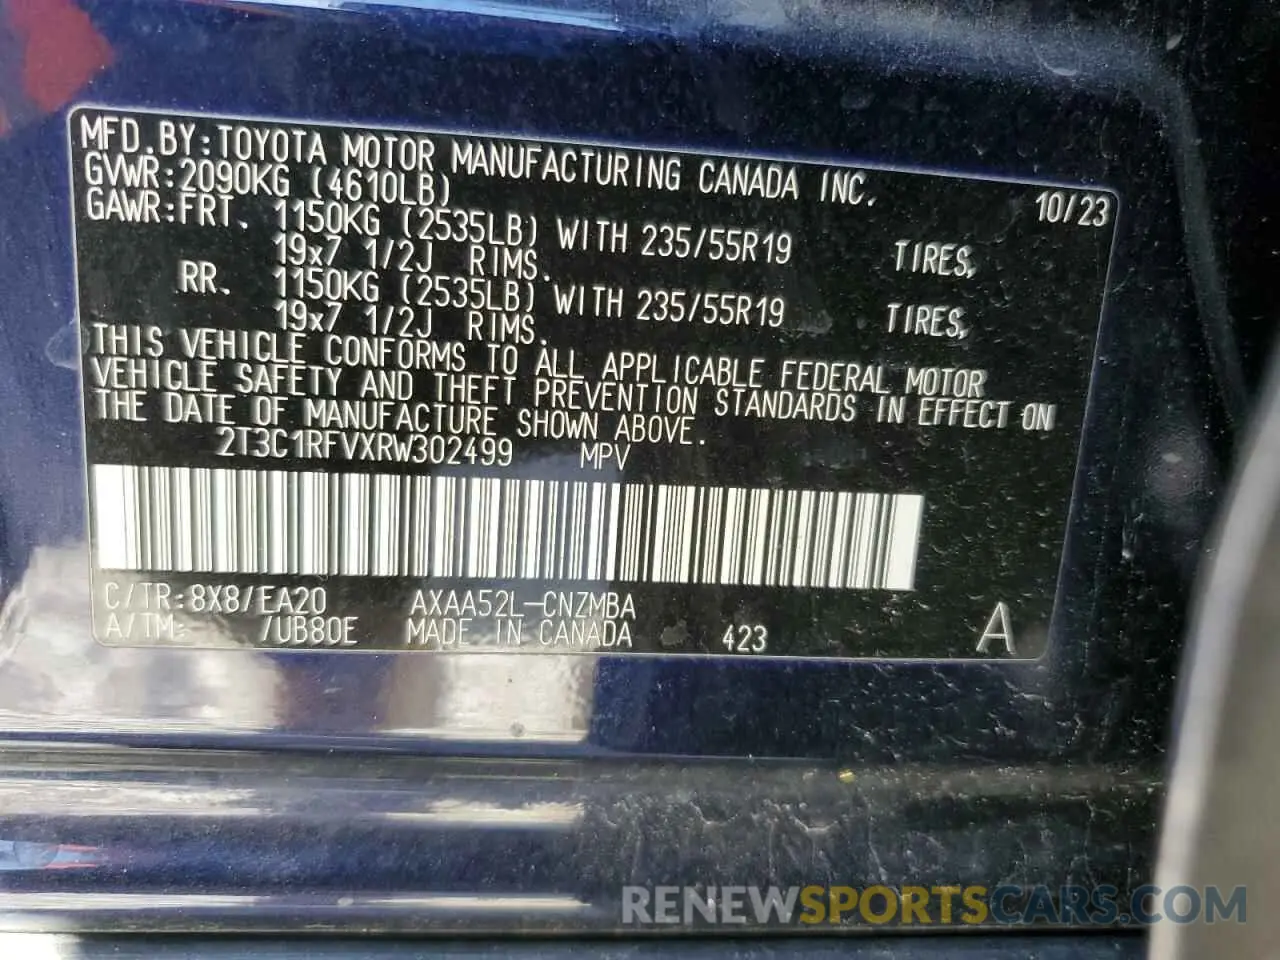 MFD.BY:TOYOTA MOTOR MANUFACTURING CANADA INC. 10/23
GVWR:2090KG (4610LB)
GAWR:FRT. 1150KG (2535LB) WITH 235/55R19 TIRES,
19x7 1/2J RIMS.
RR. 1150KG (2535LB) WITH 235/55R19 TIRES,
19x7 1/2J RIMS.
THIS VEHICLE CONFORMS TO ALL APPLICABLE FEDERAL MOTOR
VEHICLE SAFETY AND THEFT PREVENTION STANDARDS IN EFFECT ON
THE DATE OF MANUFACTURE SHOWN ABOVE.
2T3C1RFVXRW302499 MPV
C/TR:8X8/EA20 AXAA52L-CNZMBA A
A/TM: /UB80E MADE IN CANADA 423
RENEWSPORTSCARS.COM